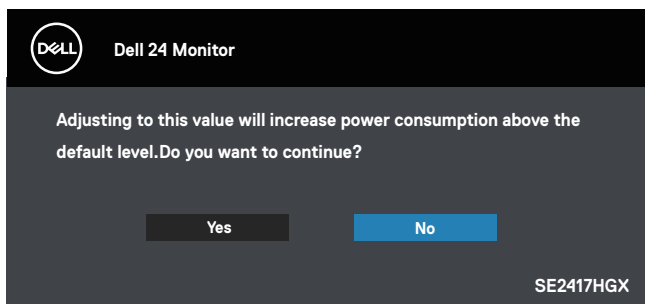 DELL
Dell 24 Monitor
Adjusting to this value will increase power consumption above the
default level.Do you want to continue?
Yes
No
SE2417HGX